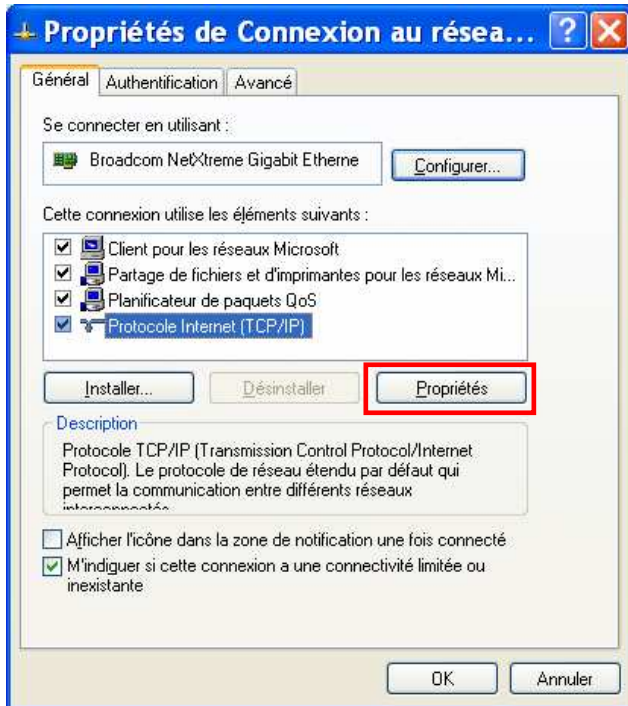 Propriétés de Connexion au résea...
Général Authentification Avancé
Se connecter en utilisant :
Broadcom NetXtreme Gigabit Etherne
Configurer...
Cette connexion utilise les éléments suivants :
Client pour les réseaux Microsoft
Partage de fichiers et d'imprimantes pour les réseaux Mi...
Planificateur de paquets QoS
Protocole Internet (TCP/IP)
Installer... Désinstaller Propriétés
Description
Protocole TCP/IP (Transmission Control Protocol/Internet
Protocol). Le protocole de réseau étendu par défaut qui
permet la communication entre différents réseaux
interconnectés.
Afficher l'icône dans la zone de notification une fois connecté
M'indiquer si cette connexion a une connectivité limitée ou
inexistante
OK Annuler